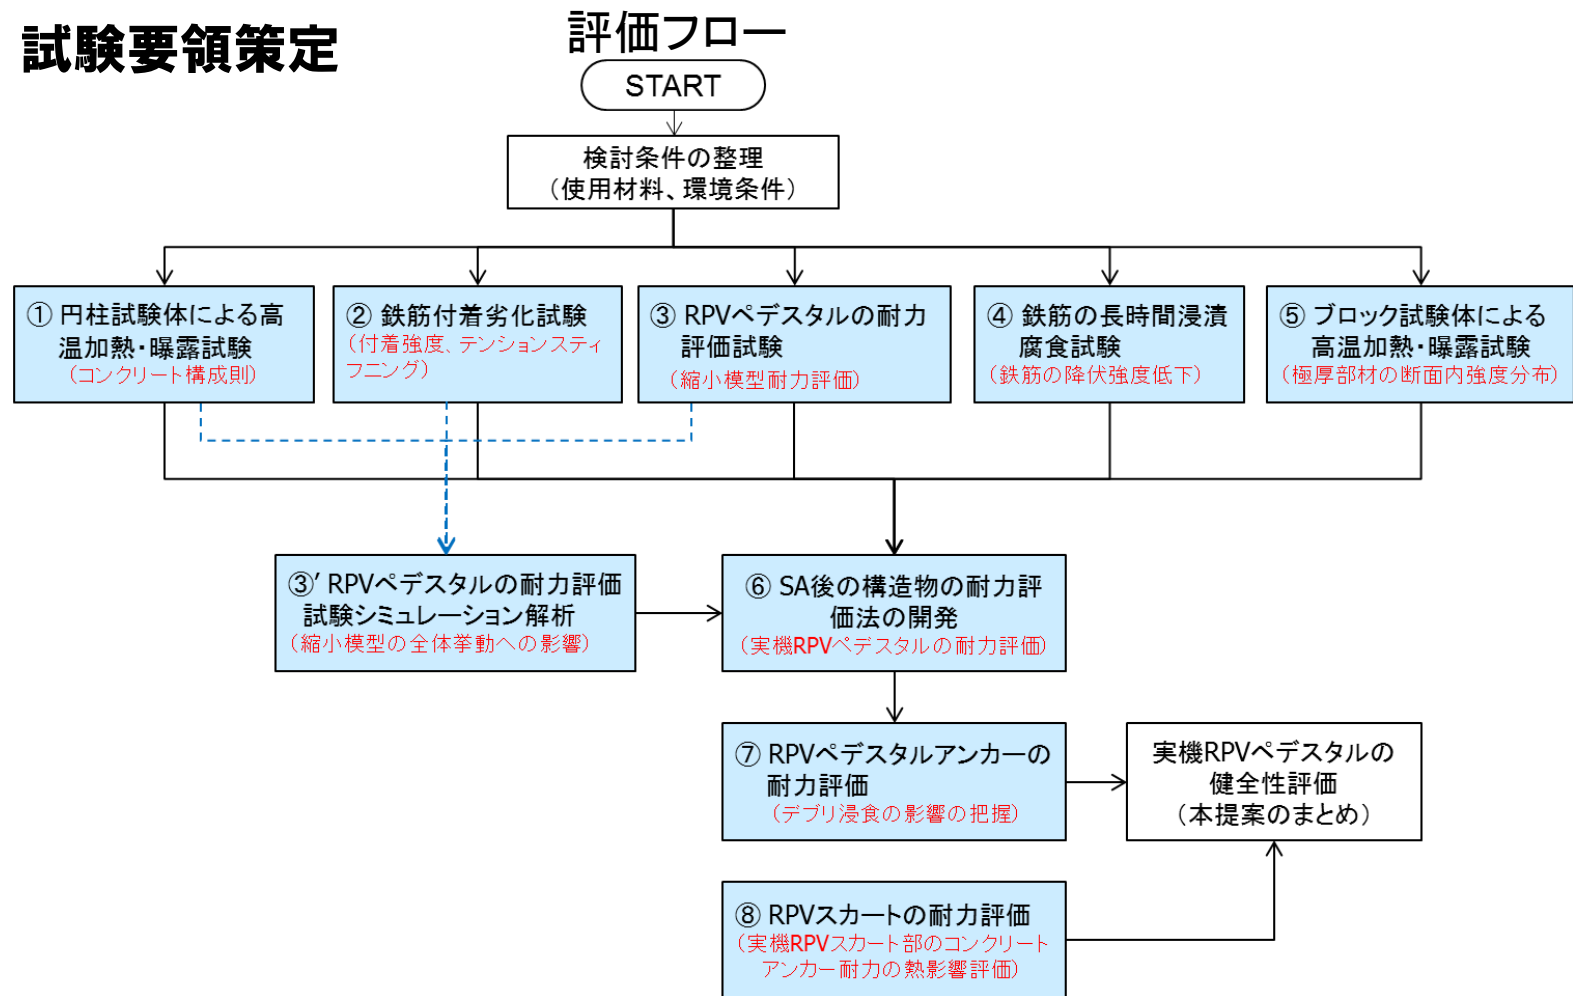 試験要領策定
評価フロー
START
検討条件の整理
（使用材料、環境条件）
① 円柱試験体による高
温加熱・曝露試験
（コンクリート構成則）
② 鉄筋付着劣化試験
（付着強度、テンションスティ
フニング）
③ RPVペデスタルの耐力
評価試験
（縮小模型耐力評価）
④ 鉄筋の長時間浸漬
腐食試験
（鉄筋の降伏強度低下）
⑤ ブロック試験体による
高温加熱・曝露試験
（極厚部材の断面内強度分布）
③’ RPVペデスタルの耐力評価
試験シミュレーション解析
（縮小模型の全体挙動への影響）
⑥ SA後の構造物の耐力評
価法の開発
（実機RPVペデスタルの耐力評価）
⑦ RPVペデスタルアンカーの
耐力評価
（デブリ浸食の影響の把握）
実機RPVペデスタルの
健全性評価
（本提案のまとめ）
⑧ RPVスカートの耐力評価
（実機RPVスカート部のコンクリート
アンカー耐力の熱影響評価）